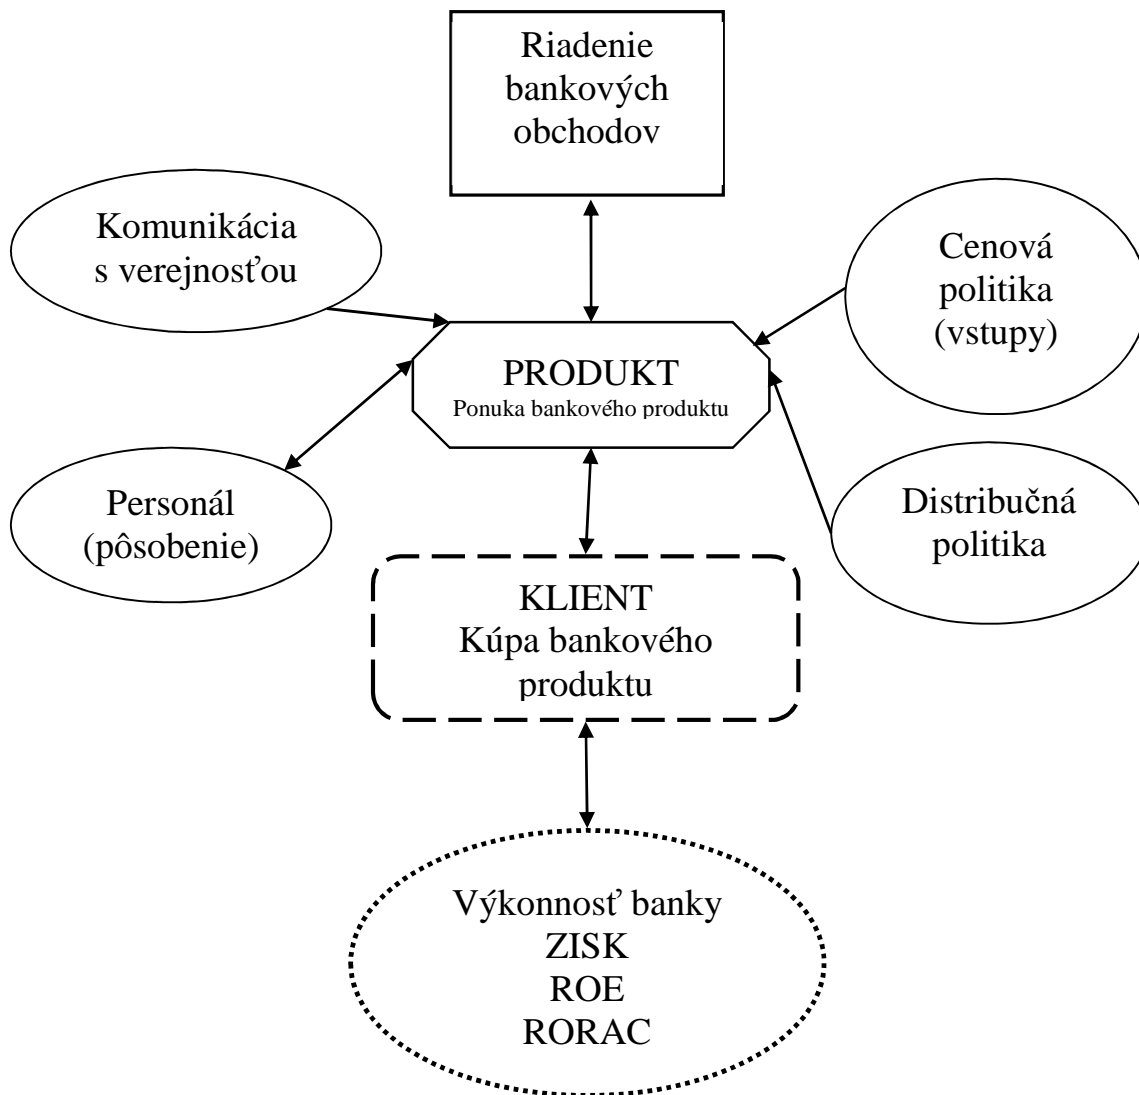 Riadenie
bankových
obchodov
Komunikácia
s verejnosťou
Cenová
politika
(vstupy)
PRODUKT
Ponuka bankového produktu
Personál
(pôsobenie)
Distribučná
politika
KLIENT
Kúpa bankového
produktu
Výkonnosť banky
ZISK
ROE
RORAC